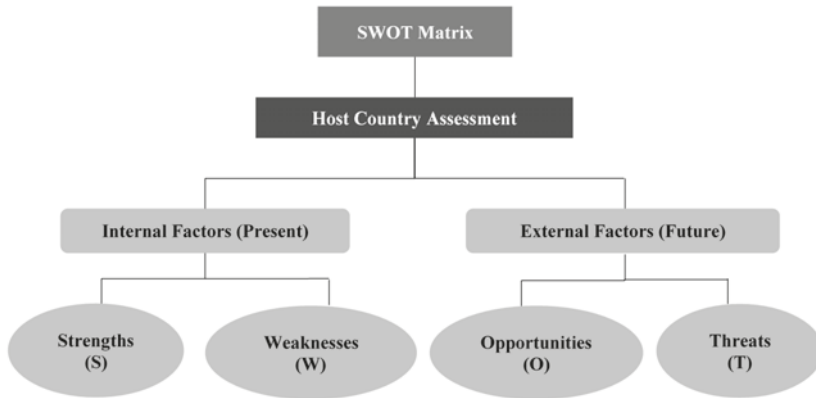 SWOT Matrix
Host Country Assessment
Internal Factors (Present)
External Factors (Future)
Strengths
(S)
Weaknesses
(W)
Opportunities
(O)
Threats
(T)